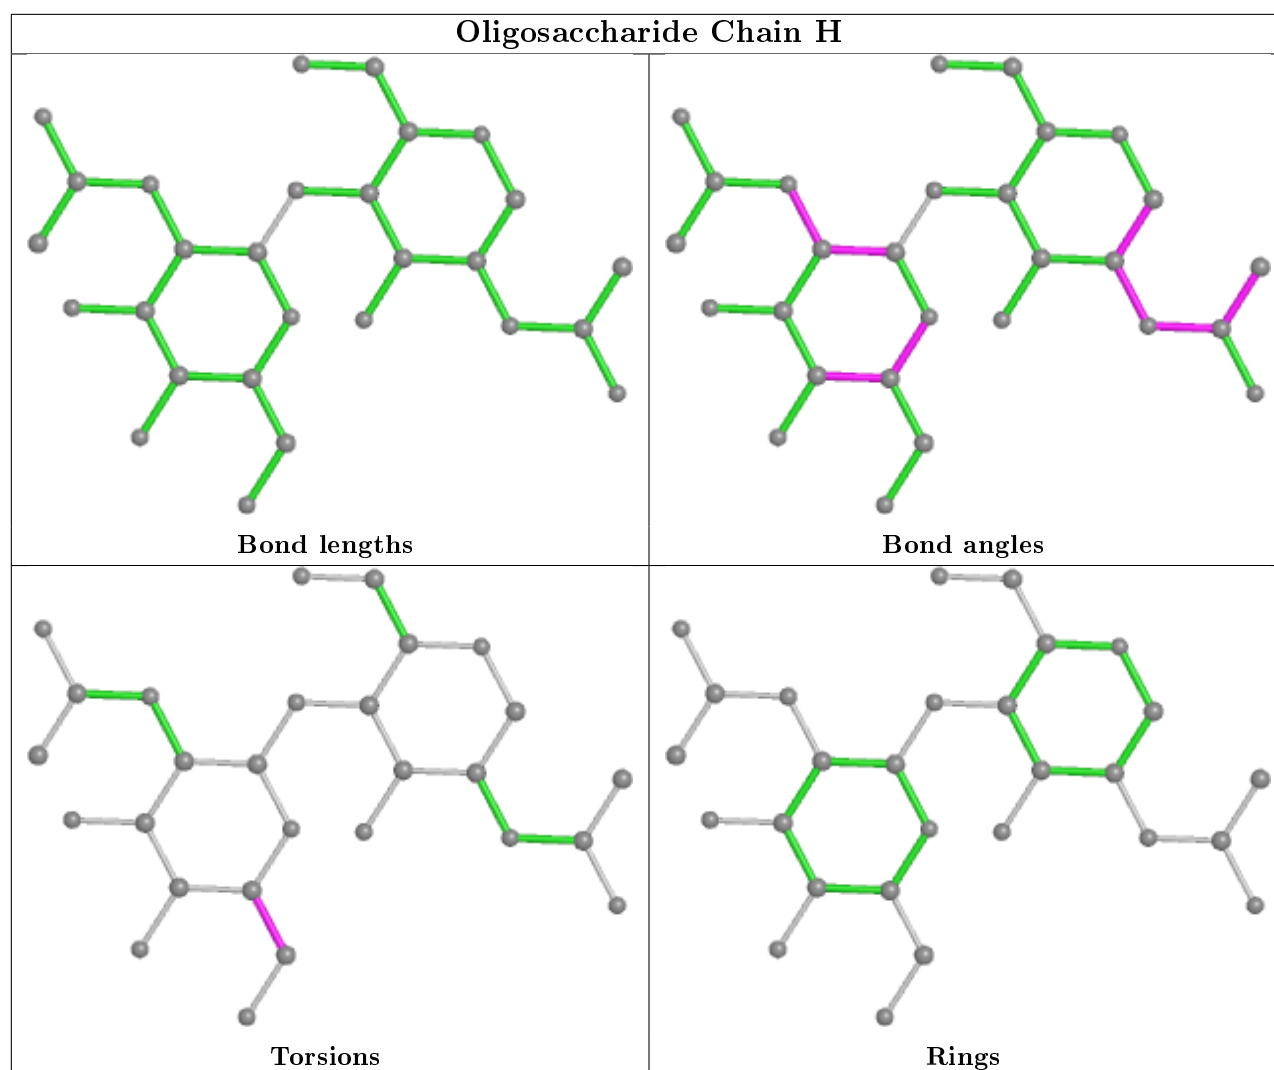 Oligosaccharide Chain H
Bond lengths
Bond angles
Torsions
Rings